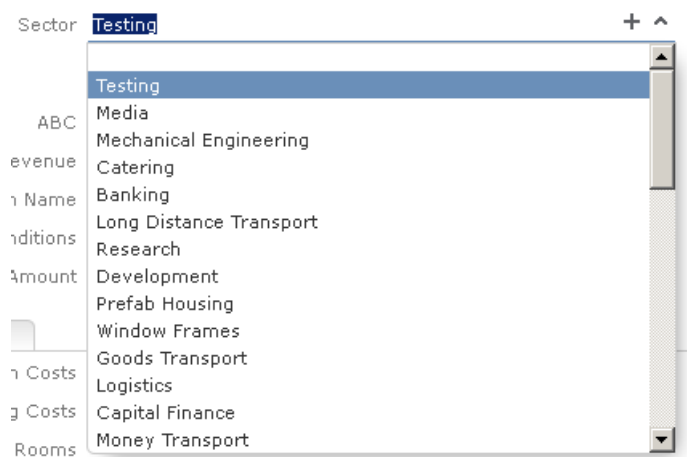 Sector Testing
Testing
Media
ABC
Mechanical Engineering
evenue
Catering
Banking
Name
Long Distance Transport
nditions
Research
Amount
Development
Prefab Housing
Window Frames
Goods Transport
Costs
Logistics
Costs
Capital Finance
Money Transport
Rooms